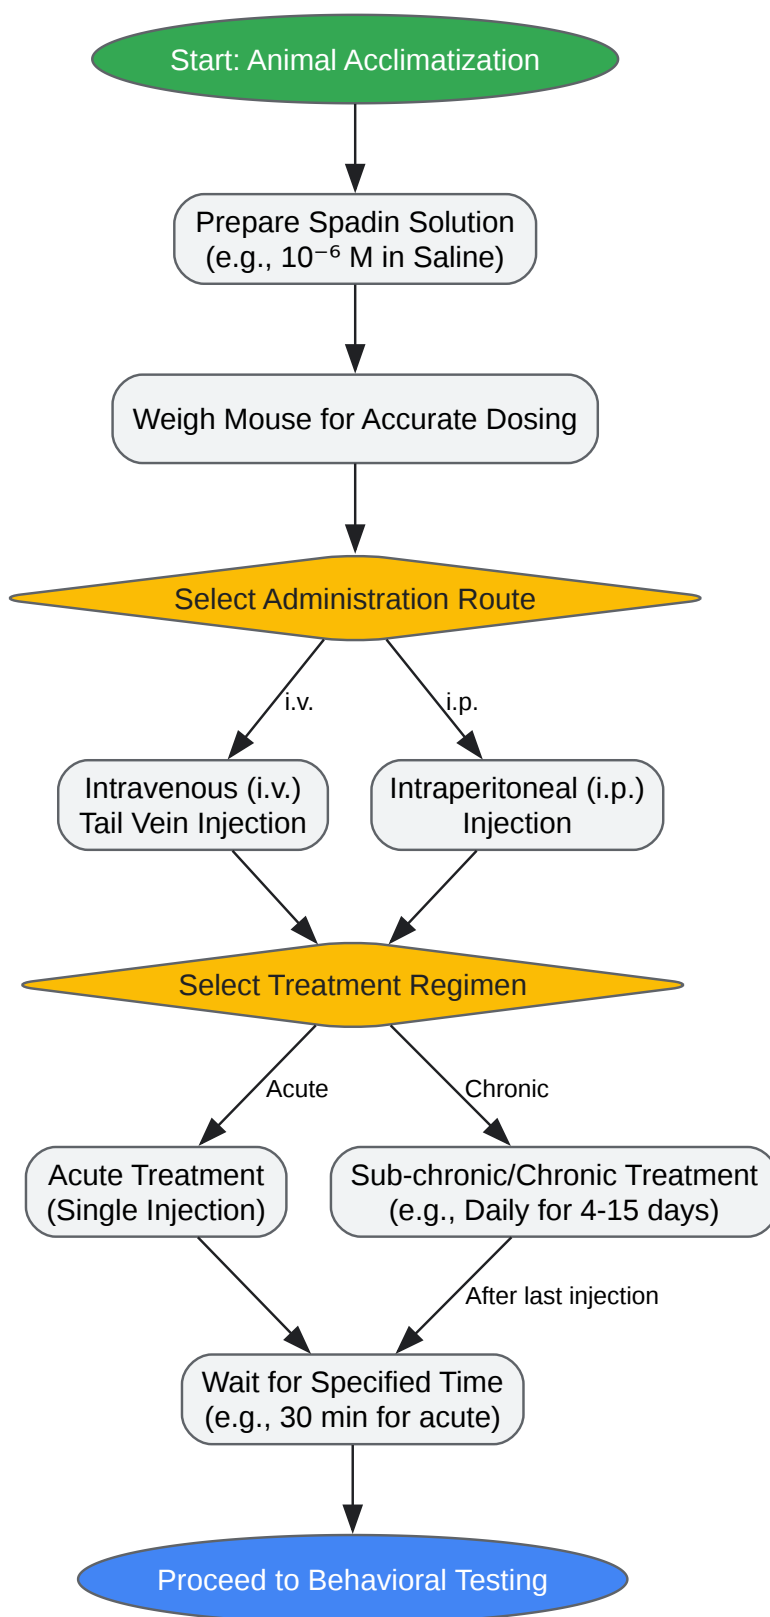 Start: Animal Acclimatization
Prepare Spadin Solution
(e.g., 10⁻⁶ M in Saline)
Weigh Mouse for Accurate Dosing
Select Administration Route
i.v.
i.p.
Intravenous (i.v.)
Tail Vein Injection
Intraperitoneal (i.p.)
Injection
Select Treatment Regimen
Acute
Chronic
Acute Treatment
(Single Injection)
Sub-chronic/Chronic Treatment
(e.g., Daily for 4-15 days)
After last injection
Wait for Specified Time
(e.g., 30 min for acute)
Proceed to Behavioral Testing